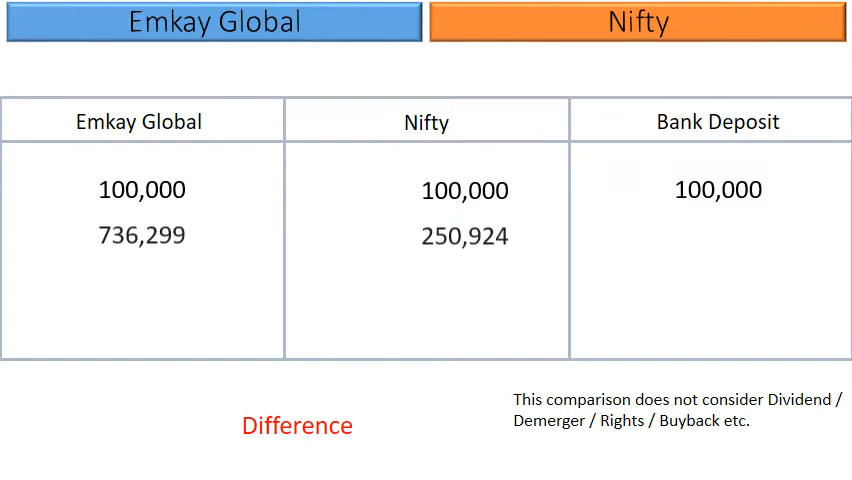 Emkay Global
Nifty
Emkay Global
Nifty
Bank Deposit
100,000
100,000
100,000
736,299
250,924
This comparison does not consider Dividend /
Demerger / Rights / Buyback etc.
Difference